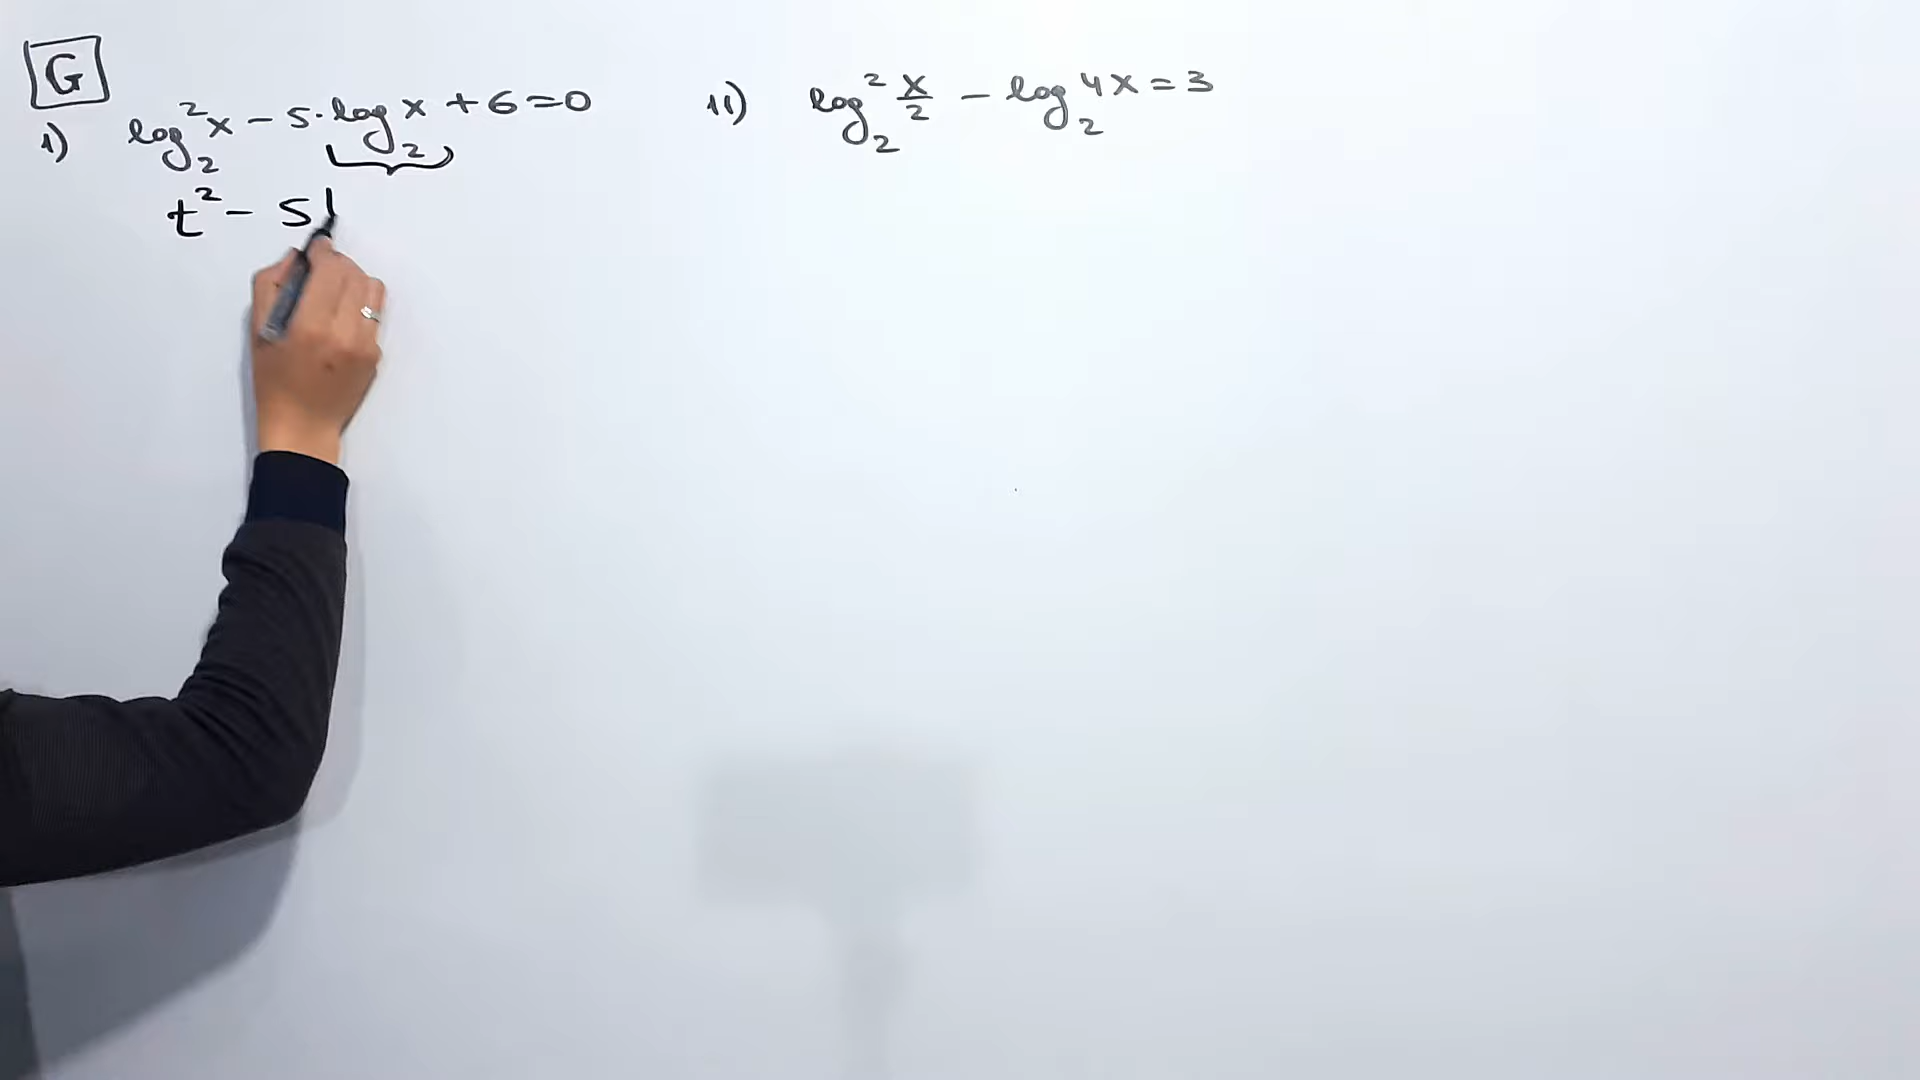 G
1) log₂²x - 5·log₂x + 6 = 0
t² - 5
11) log₂² x/2 - log₂ 4x = 3